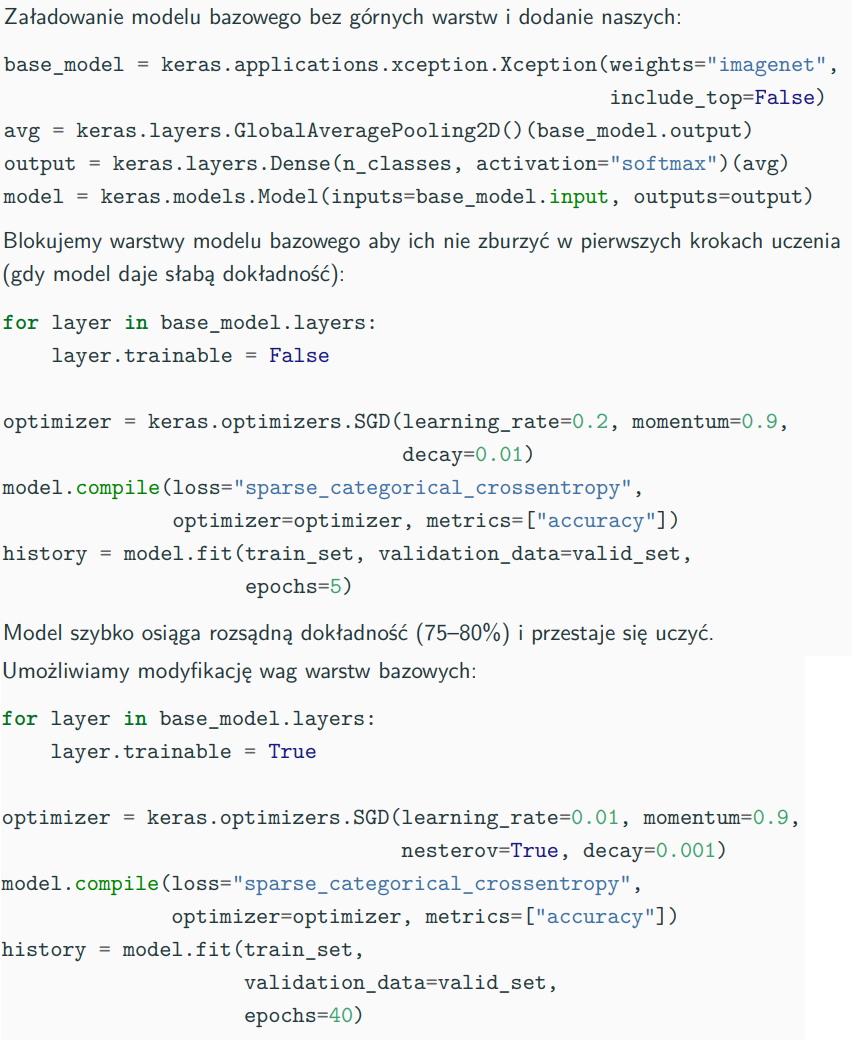 Załadowanie modelu bazowego bez górnych warstw i dodanie naszych:
base_model = keras.applications.xception.Xception(weights="imagenet",
                                                  include_top=False)
avg = keras.layers.GlobalAveragePooling2D()(base_model.output)
output = keras.layers.Dense(n_classes, activation="softmax")(avg)
model = keras.models.Model(inputs=base_model.input, outputs=output)
Blokujemy warstwy modelu bazowego aby ich nie zburzyć w pierwszych krokach uczenia
(gdy model daje słabą dokładność):
for layer in base_model.layers:
    layer.trainable = False

optimizer = keras.optimizers.SGD(learning_rate=0.2, momentum=0.9,
                                 decay=0.01)
model.compile(loss="sparse_categorical_crossentropy",
              optimizer=optimizer, metrics=["accuracy"])
history = model.fit(train_set, validation_data=valid_set,
                    epochs=5)
Model szybko osiąga rozsądną dokładność (75–80%) i przestaje się uczyć.
Umożliwiamy modyfikację wag warstw bazowych:
for layer in base_model.layers:
    layer.trainable = True

optimizer = keras.optimizers.SGD(learning_rate=0.01, momentum=0.9,
                                 nesterov=True, decay=0.001)
model.compile(loss="sparse_categorical_crossentropy",
              optimizer=optimizer, metrics=["accuracy"])
history = model.fit(train_set,
                    validation_data=valid_set,
                    epochs=40)